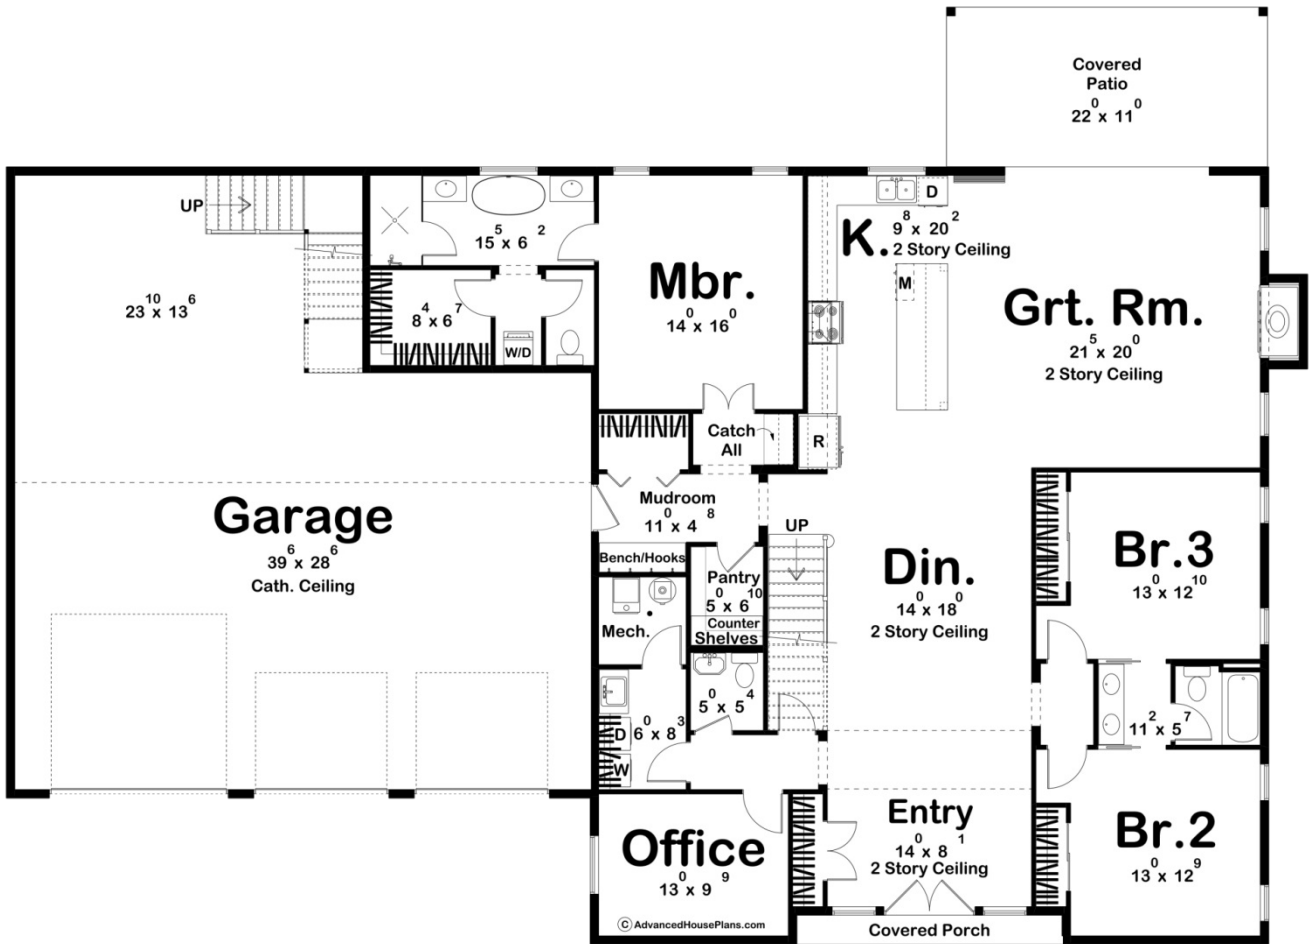 Covered
Patio
22⁰ x 11⁰
UP
23¹⁰ x 13⁶
15⁵ x 6²
8⁴ x 6⁷
W/D
Mbr.
14⁰ x 16⁰
D
K.
9⁸ x 20²
2 Story Ceiling
M
Grt. Rm.
21⁵ x 20⁰
2 Story Ceiling
R
Catch
All
Garage
39⁶ x 28⁶
Cath. Ceiling
Mudroom
11⁰ x 4⁸
Bench/Hooks
UP
Pantry
5⁰ x 6¹⁰
Counter
Shelves
Mech.
Din.
14⁰ x 18⁰
2 Story Ceiling
Br.3
13⁰ x 12¹⁰
5⁰ x 5⁴
D
6⁰ x 8³
W
11² x 5⁷
Office
13⁰ x 9⁹
Entry
14⁰ x 8¹
2 Story Ceiling
Br.2
13⁰ x 12⁹
© AdvancedHousePlans.com
Covered Porch